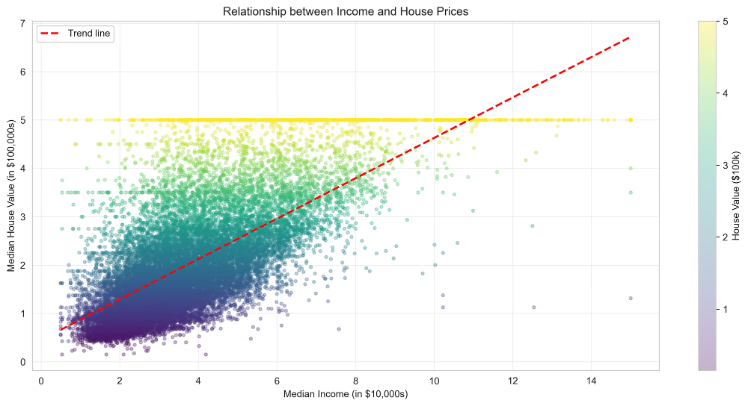 Relationship between Income and House Prices
Trend line
Median House Value (in $100,000s)
7
6
5
4
3
2
1
0
0 2 4 6 8 10 12 14
Median Income (in $10,000s)
5
4
3
2
1
House Value ($100k)